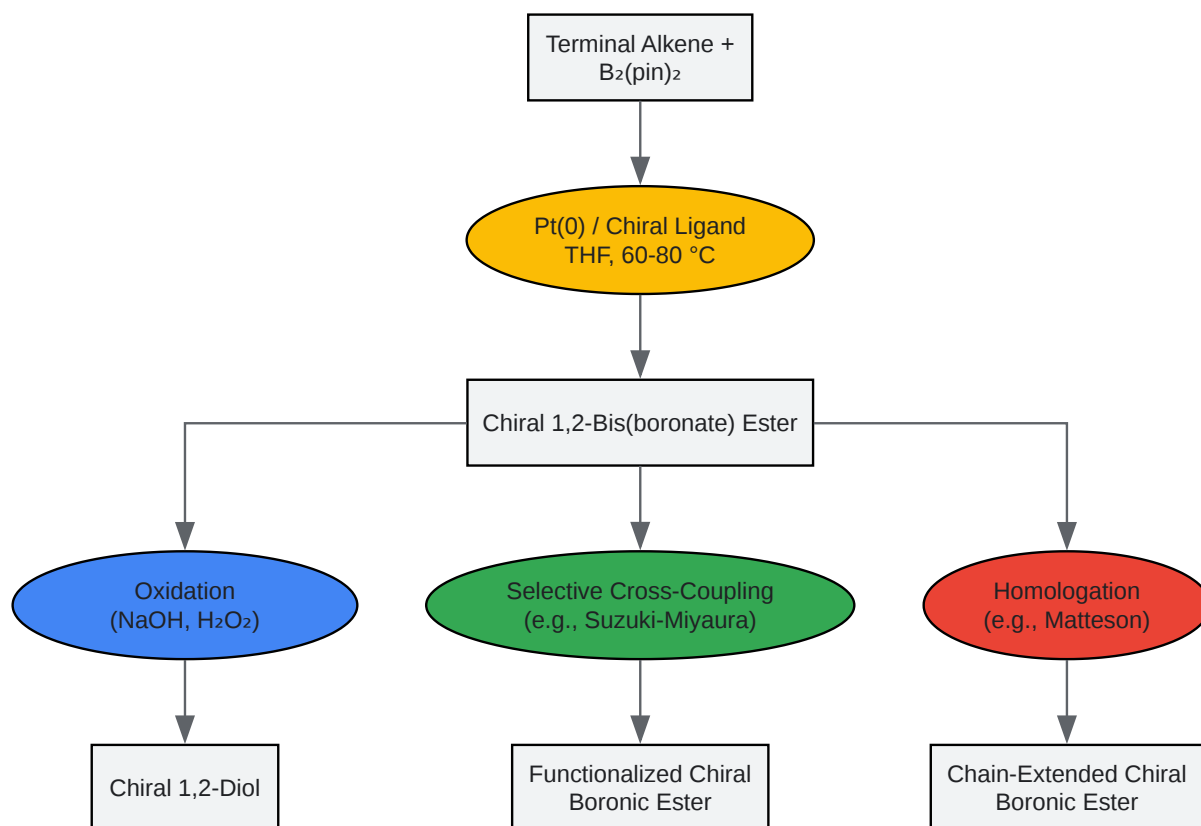 Terminal Alkene +
B₂(pin)₂
Pt(0) / Chiral Ligand
THF, 60-80 °C
Chiral 1,2-Bis(boronate) Ester
Oxidation
(NaOH, H₂O₂)
Selective Cross-Coupling
(e.g., Suzuki-Miyaura)
Homologation
(e.g., Matteson)
Chiral 1,2-Diol
Functionalized Chiral
Boronic Ester
Chain-Extended Chiral
Boronic Ester